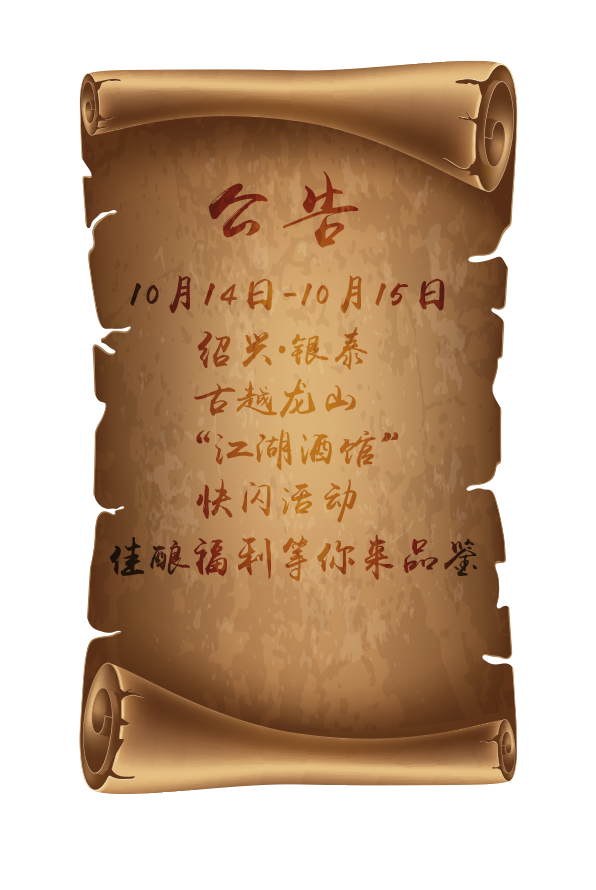 公告
10月14日-10月15日
绍兴·银泰
古越龙山
“江湖酒馆”
快闪活动
佳酿福利等你来品鉴